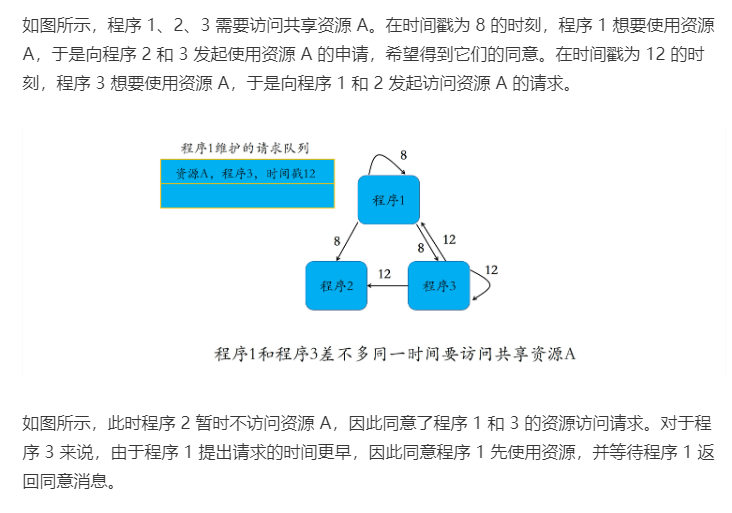 如图所示，程序 1、2、3 需要访问共享资源 A。在时间戳为 8 的时刻，程序 1 想要使用资源
A，于是向程序 2 和 3 发起使用资源 A 的申请，希望得到它们的同意。在时间戳为 12 的时
刻，程序 3 想要使用资源 A，于是向程序 1 和 2 发起访问资源 A 的请求。
程序1维护的请求队列
资源A，程序3，时间戳12
8
程序1
8
8
12
程序2
12
程序3
12
程序1和程序3差不多同一时间要访问共享资源A
如图所示，此时程序 2 暂时不访问资源 A，因此同意了程序 1 和 3 的资源访问请求。对于程
序 3 来说，由于程序 1 提出请求的时间更早，因此同意程序 1 先使用资源，并等待程序 1 返
回同意消息。